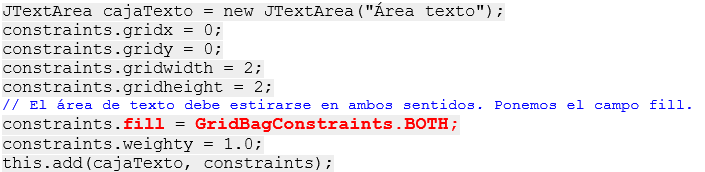 JTextArea cajaTexto = new JTextArea("Área texto");
constraints.gridx = 0;
constraints.gridy = 0;
constraints.gridwidth = 2;
constraints.gridheight = 2;
// El área de texto debe estirarse en ambos sentidos. Ponemos el campo fill.
constraints.fill = GridBagConstraints.BOTH;
constraints.weighty = 1.0;
this.add(cajaTexto, constraints);